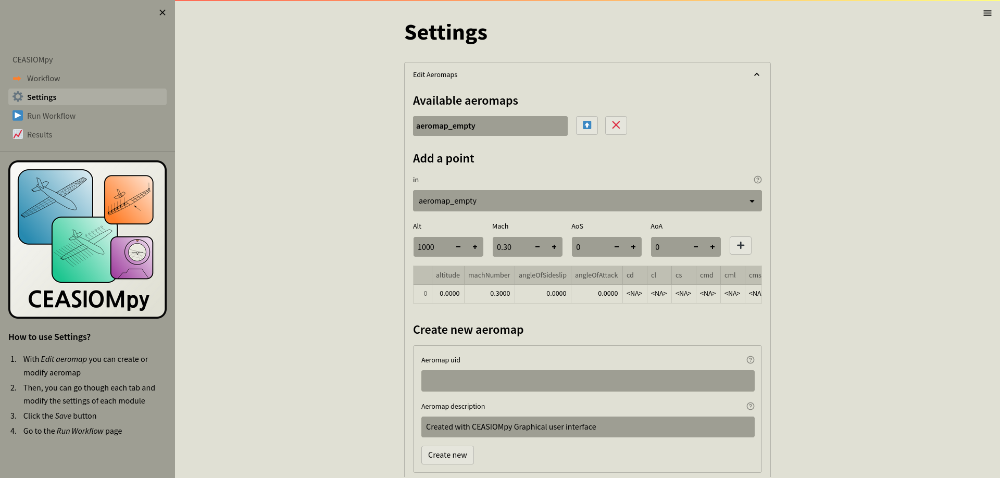 CEASIOMpy
Workflow
Settings
Run Workflow
Results
CEASIOMpy
How to use Settings?
1. With Edit aeromap you can create or
modify aeromap
2. Then, you can go though each tab and
modify the settings of each module
3. Click the Save button
4. Go to the Run Workflow page
Settings
Edit Aeromaps
Available aeromaps
aeromap_empty
Add a point
in
aeromap_empty
Alt Mach AoS AoA
1000 − + 0.30 − + 0 − + 0 − +
altitude machNumber angleOfSideslip angleOfAttack cd cl cs cmd cml cms
0 0.0000 0.3000 0.0000 0.0000 <NA> <NA> <NA> <NA> <NA> <NA
Create new aeromap
Aeromap uid
Aeromap description
Created with CEASIOMpy Graphical user interface
Create new